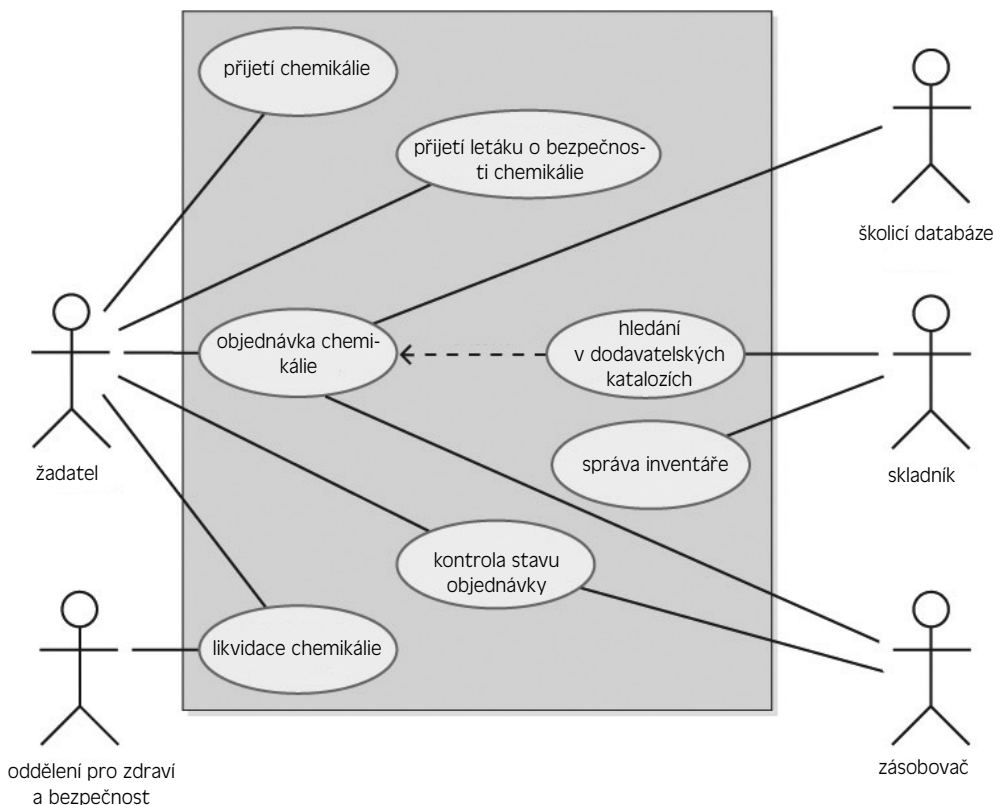 přijetí chemikálie
přijetí letáku o bezpečnos-
ti chemikálie
školicí databáze
objednávka chemi-
kálie
hledání
v dodavatelských
katalozích
žadatel
správa inventáře
skladník
kontrola stavu
objednávky
likvidace chemikálie
oddělení pro zdraví
a bezpečnost
zásobovač